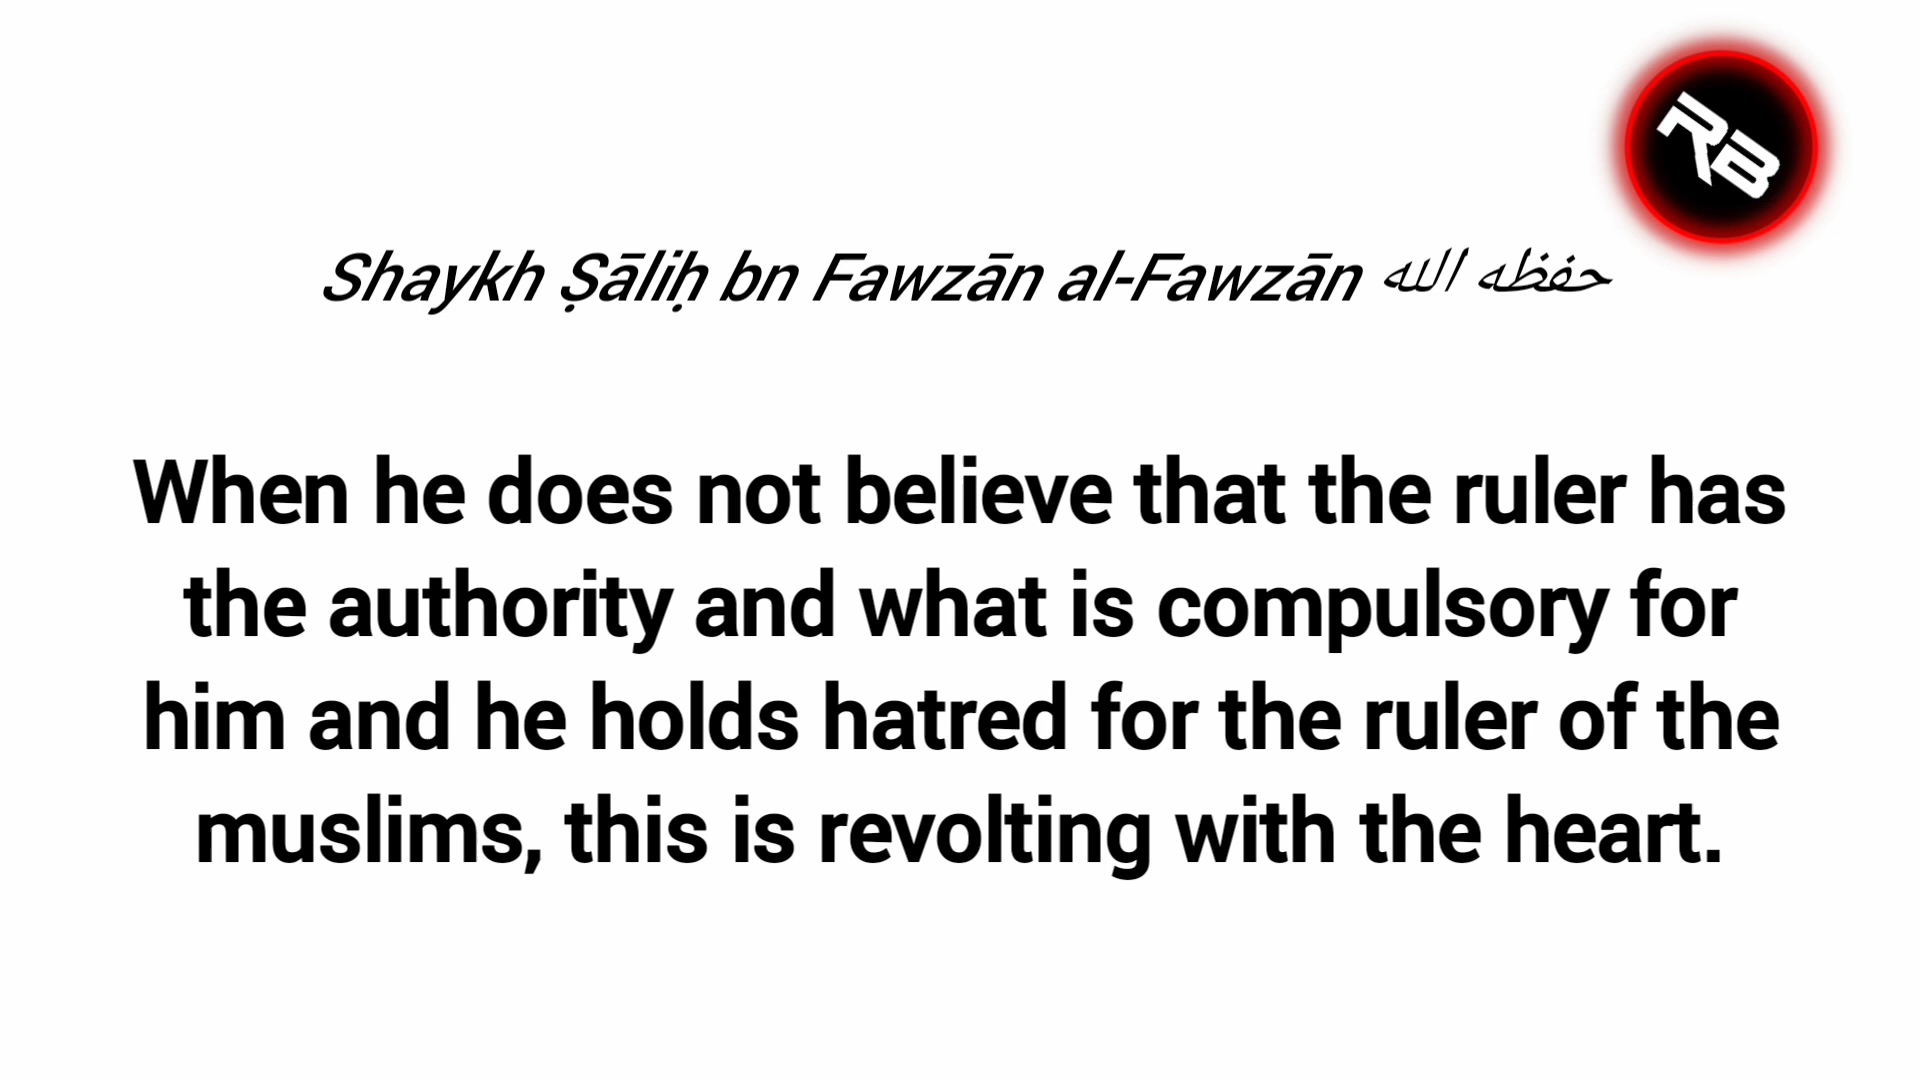 RB
Shaykh Ṣāliḥ bn Fawzān al-Fawzān حفظه الله
When he does not believe that the ruler has
the authority and what is compulsory for
him and he holds hatred for the ruler of the
muslims, this is revolting with the heart.